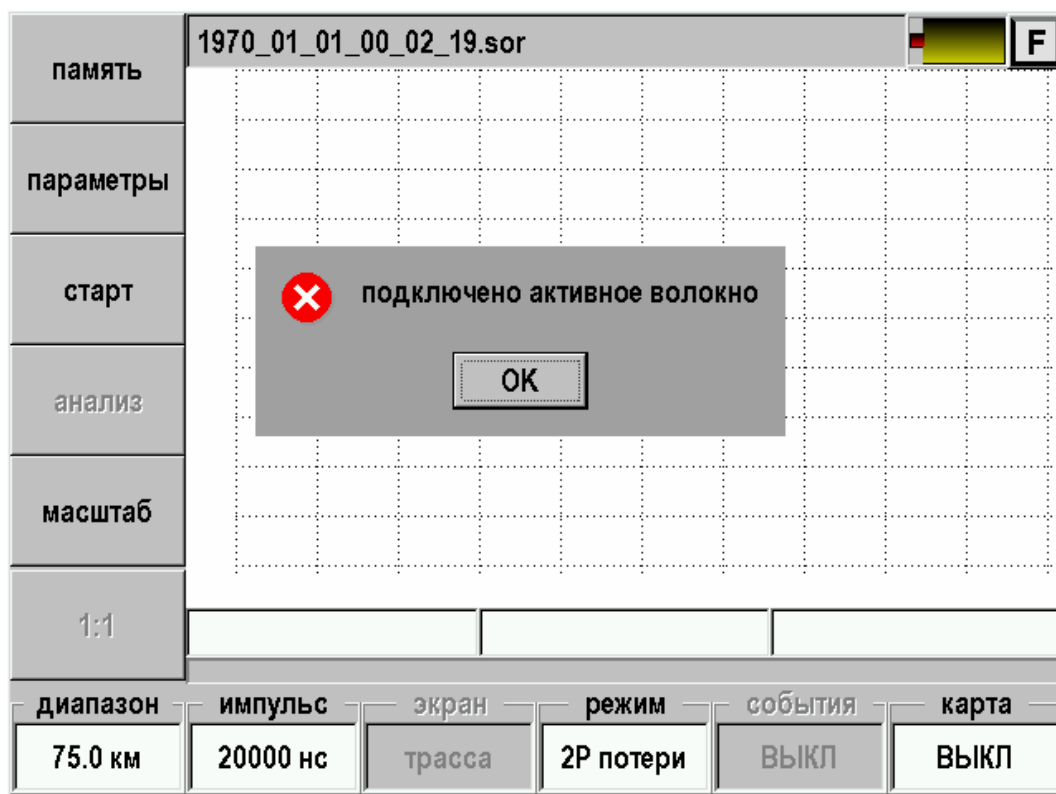 память
1970_01_01_00_02_19.sor
F
параметры
старт
подключено активное волокно
OK
анализ
масштаб
1:1
диапазон
импульс
экран
режим
события
карта
75.0 км
20000 нс
трасса
2P потери
ВЫКЛ
ВЫКЛ